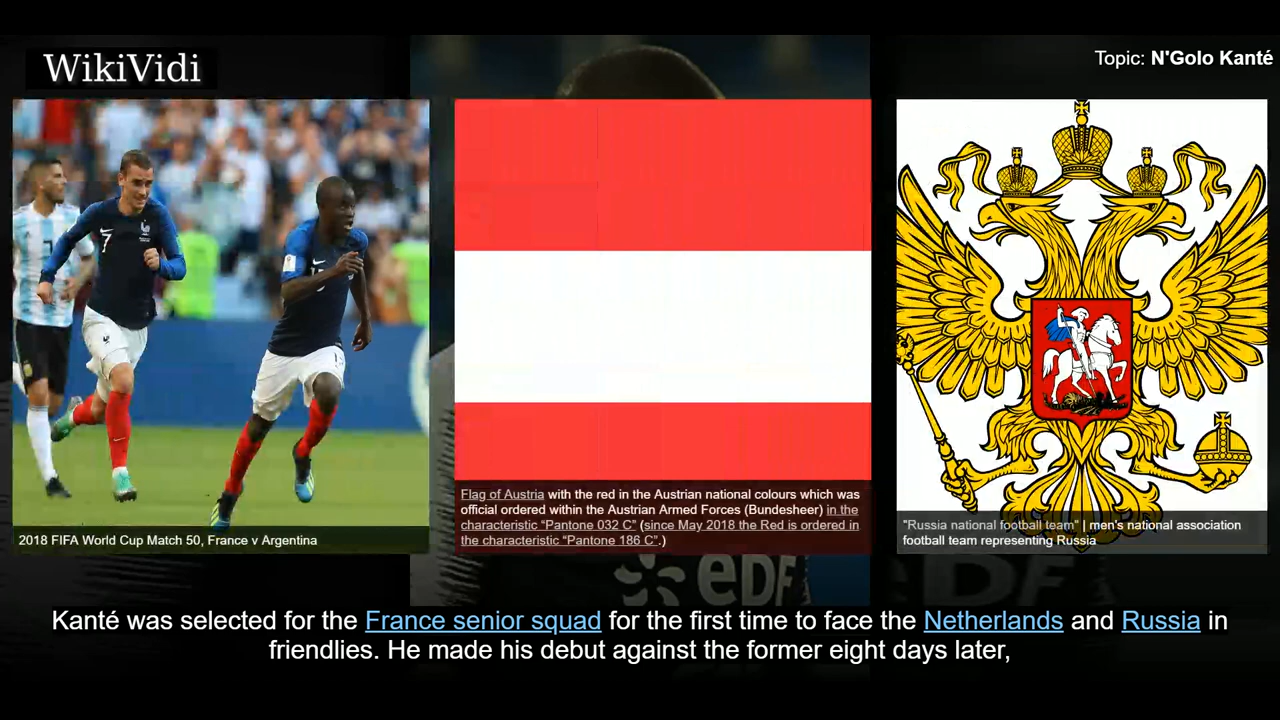 WikiVidi
Topic: N'Golo Kanté
7
7
2018 FIFA World Cup Match 50, France v Argentina
Flag of Austria with the red in the Austrian national colours which was
official ordered within the Austrian Armed Forces (Bundesheer) in the
characteristic “Pantone 032 C” (since May 2018 the Red is ordered in
the characteristic “Pantone 186 C”.)
"Russia national football team" | men's national association
football team representing Russia
eDF
Kanté was selected for the France senior squad for the first time to face the Netherlands and Russia in
friendlies. He made his debut against the former eight days later,